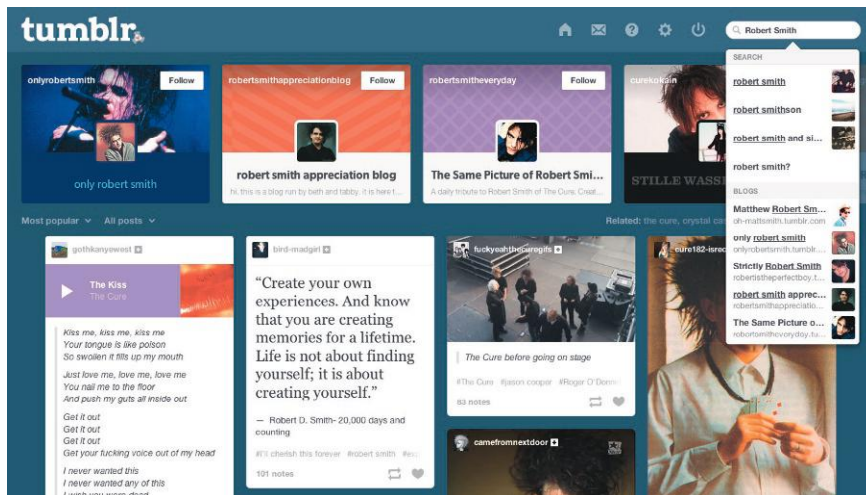 tumblr.
Robert Smith
SEARCH
robert smith
robert smithson
robert smith and si...
robert smith?
BLOGS
Matthew Robert Sm...
oh-mattsmith.tumblr.com
only robert smith
onlyrobertsmith.tumblr....
Strictly Robert Smith
robertistheperfectboy.t...
robert smith apprec...
robertsmithappreciatio...
The Same Picture o...
robertsmitheveryday.tu...
onlyrobertsmith
Follow
only robert smith
robertsmithappreciationblog
Follow
robert smith appreciation blog
hi. this is a blog run by beth and tabby. it is here t...
robertsmitheveryday
Follow
The Same Picture of Robert Smi...
A daily tribute to Robert Smith of The Cure. Creat...
curekokain
STILLE WASS
Most popular
All posts
Related: the cure, crystal cas
gothkanyewest
The Kiss
The Cure
Kiss me, kiss me, kiss me
Your tongue is like poison
So swollen it fills up my mouth
Just love me, love me, love me
You nail me to the floor
And push my guts all inside out
Get it out
Get it out
Get it out
Get your fucking voice out of my head
I never wanted this
I never wanted any of this
I wish you were dead
bird-madgirl
“Create your own
experiences. And know
that you are creating
memories for a lifetime.
Life is not about finding
yourself; it is about
creating yourself.”
— Robert D. Smith- 20,000 days and
counting
#I'll cherish this forever #robert smith #ex
101 notes
fuckyeahthecuregifs
The Cure before going on stage
#The Cure #jason cooper #Roger O'Donn
83 notes
camefromnextdoor
cure182-isrec